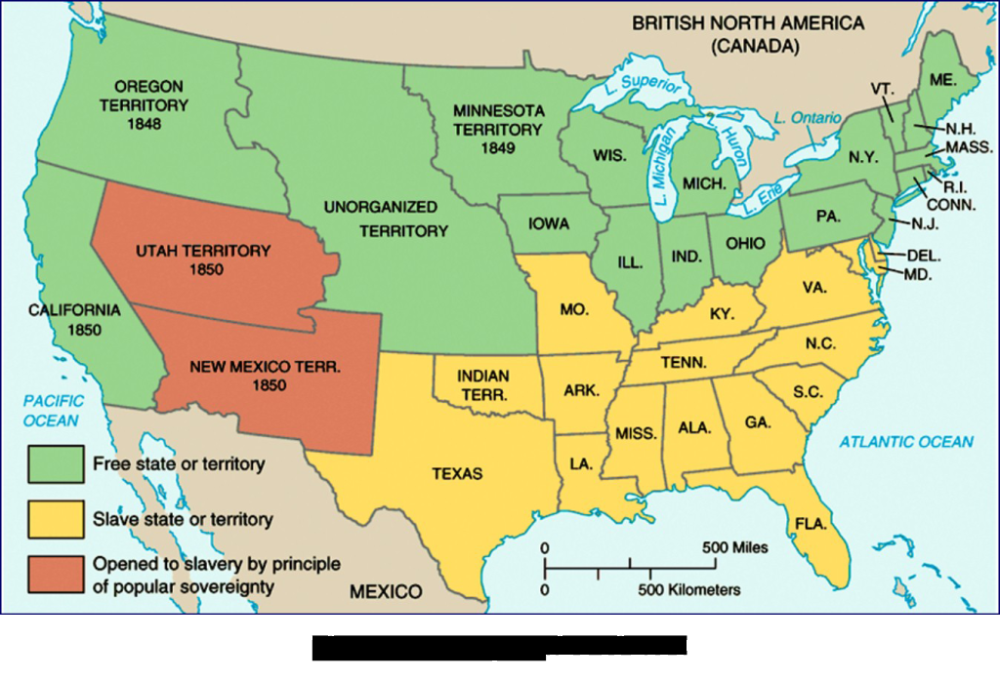 BRITISH NORTH AMERICA
(CANADA)
OREGON
TERRITORY
1848
MINNESOTA
TERRITORY
1849
L. Superior
VT.
ME.
L. Ontario
N.H.
MASS.
WIS.
L. Michigan
Huron
MICH.
N.Y.
R.I.
CONN.
L. Erie
UNORGANIZED
TERRITORY
IOWA
PA.
N.J.
UTAH TERRITORY
1850
ILL.
IND.
OHIO
DEL.
MD.
CALIFORNIA
1850
MO.
KY.
VA.
NEW MEXICO TERR.
1850
INDIAN
TERR.
ARK.
TENN.
N.C.
S.C.
PACIFIC
OCEAN
MISS.
ALA.
GA.
ATLANTIC OCEAN
Free state or territory
TEXAS
LA.
Slave state or territory
FLA.
0 500 Miles
0 500 Kilometers
Opened to slavery by principle
of popular sovereignty
MEXICO